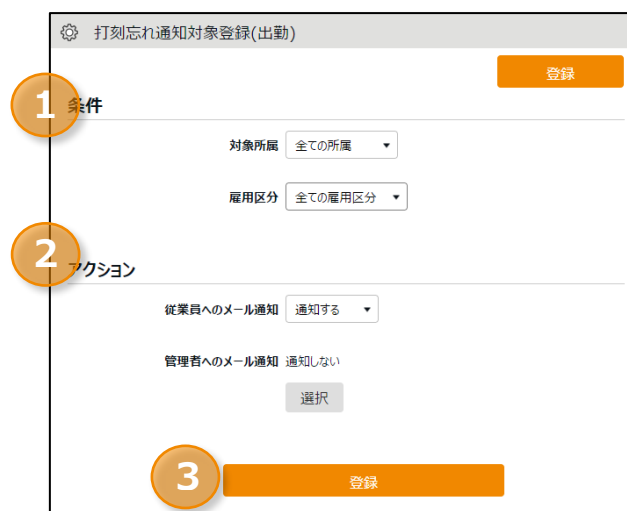 打刻忘れ通知対象登録(出勤)
登録
1
条件
対象所属 全ての所属
雇用区分 全ての雇用区分
2
アクション
従業員へのメール通知 通知する
管理者へのメール通知 通知しない
選択
3 登録